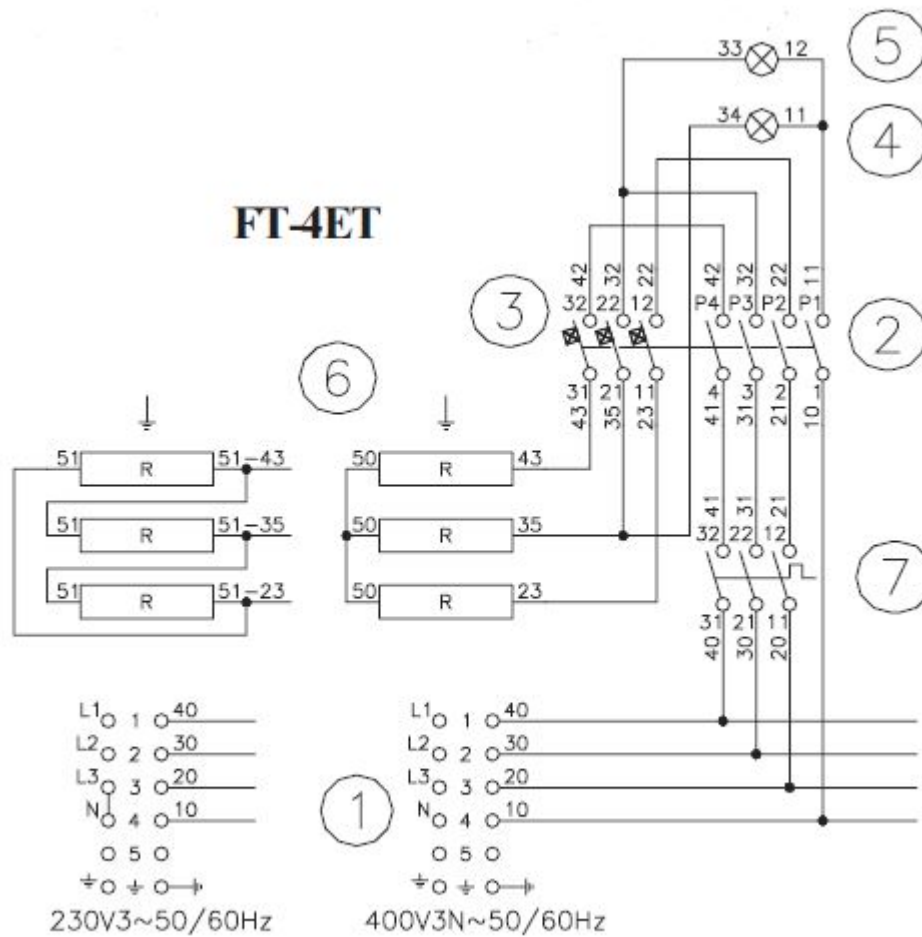 33 12 5
34 11 4
FT-4ET
42 32 22 42 32 22 11
3 32 22 12 P4 P3 P2 P1 2
6
31 21 11 4 3 2 1
43 35 23 41 31 21 10
51 R 51-43 50 R 43
51 R 51-35 50 R 35
41 31 21
32 22 12
7
51 R 51-23 50 R 23
31 21 11
40 30 20
L1 1 40 L1 1 40
L2 2 30 L2 2 30
L3 3 20 L3 3 20
N 4 10 1 N 4 10
5 5
230V3~50/60Hz 400V3N~50/60Hz